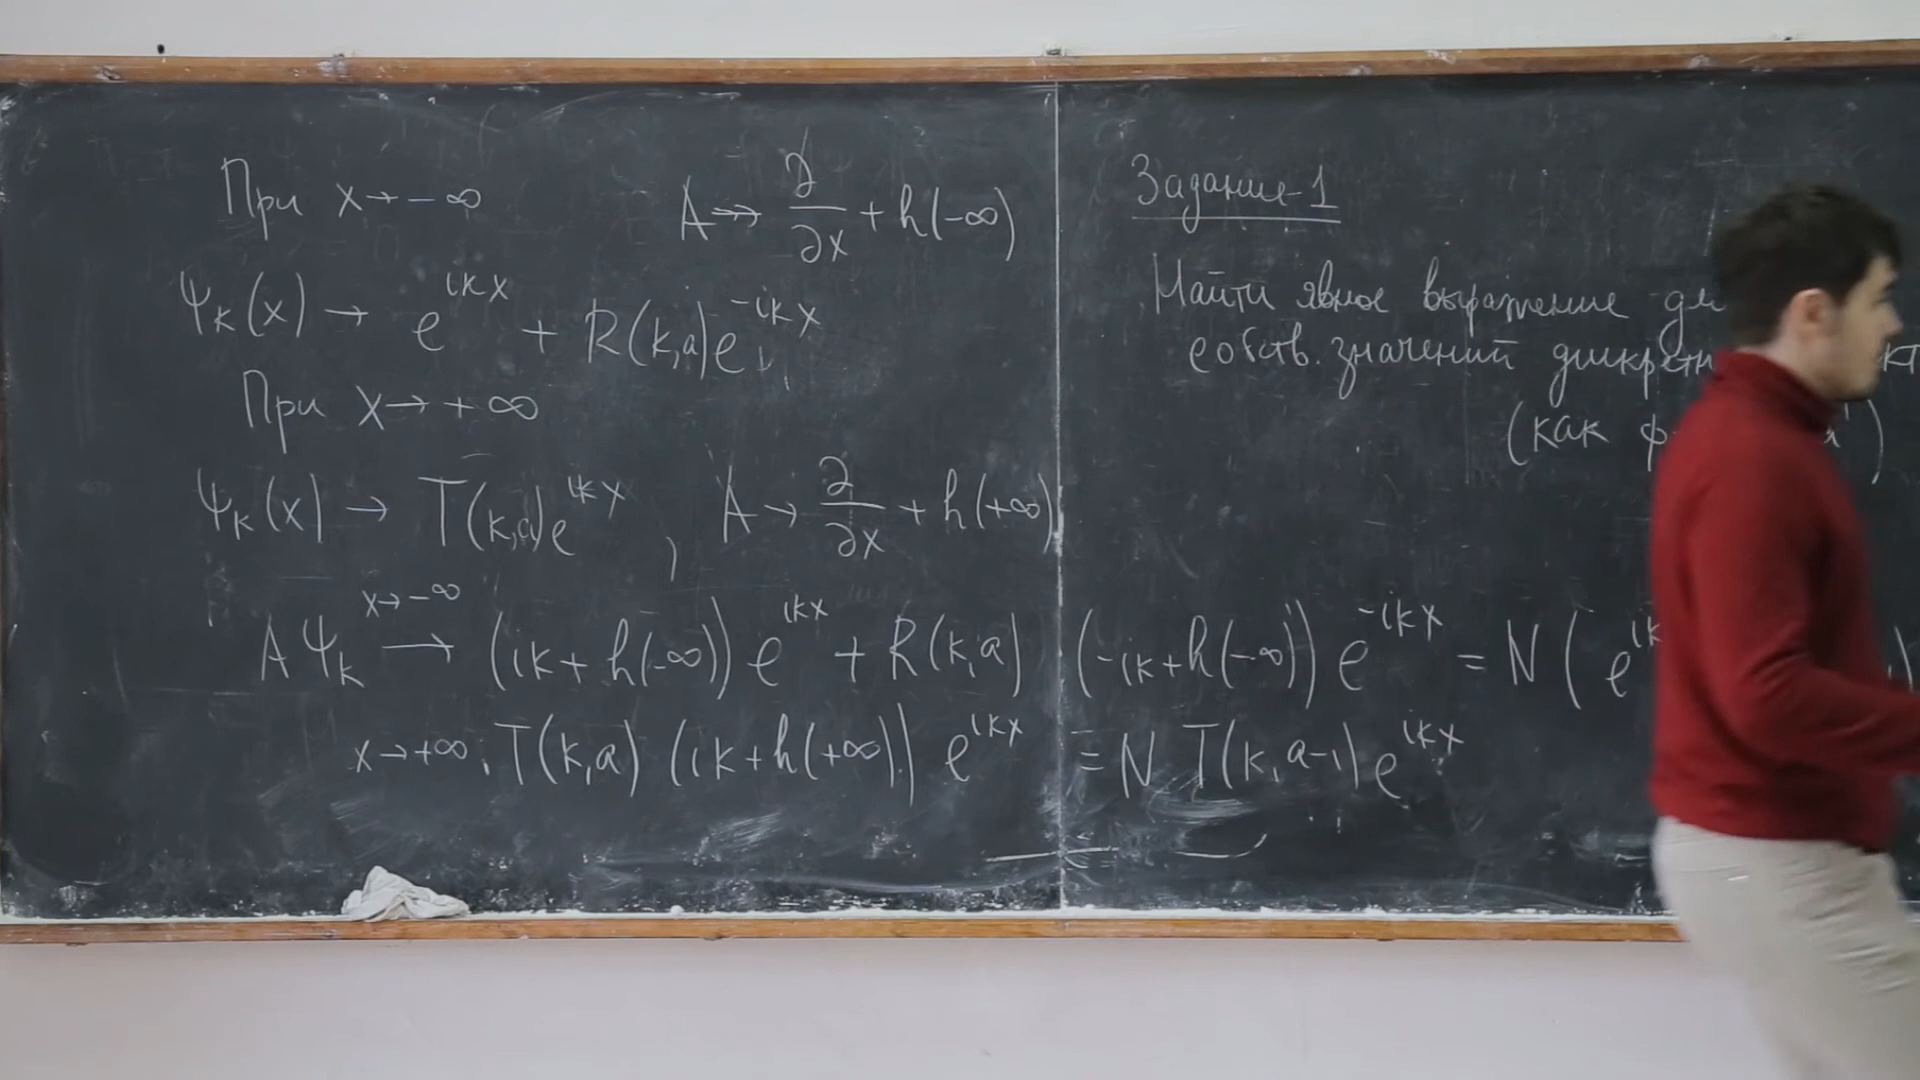 При x→-∞ A→ ∂/∂x + h(-∞)
Ψ_k(x) → e^{ikx} + R(k,a)e^{-ikx}
При x→+∞
Ψ_k(x) → T(k,a)e^{ikx}, A→ ∂/∂x + h(+∞)
AΨ_k →^{x→-∞} (ik+h(-∞))e^{ikx} + R(k,a) (-ik+h(-∞))e^{-ikx} = N(e^{ik
x→+∞: T(k,a)(ik+h(+∞))e^{ikx} = N T(k,a-1)e^{ikx}
Задание-1
Найти явное выражение
собств. значений
(как